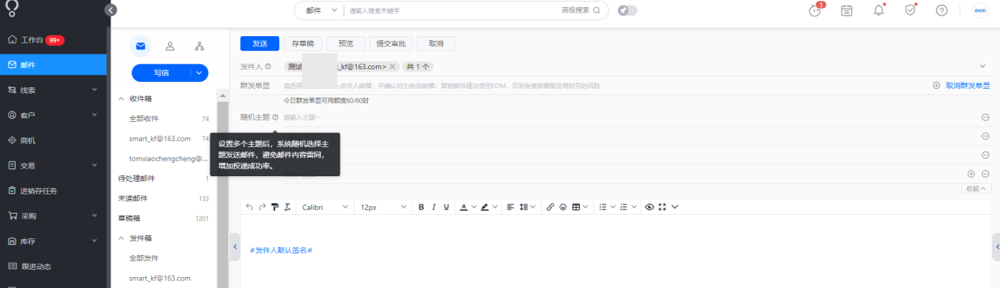 邮件 请输入搜索关键字 高级搜索 1 OKKI
工作台 99+
邮件
线索
客户
商机
交易
进销存任务
采购
库存
跟进动态
写信
收件箱
全部收件 74
smart_kf@163.com 74
tomxiaochengcheng@...
待处理邮件 1
未读邮件 133
草稿箱 1201
发件箱
全部发件
smart_kf@163.com
发送 存草稿 预览 提交审批 取消
发件人 测试 _kf@163.com> 共 1 个
群发单显 请选择 收件人邮箱，并确认均为有效邮箱；营销邮件建议使用EDM，否则有被邮箱服务商封号的风险 取消群发单显
今日群发单显可用额度60/60封
随机主题 请输入主题一
设置多个主题后，系统随机选择主
题发送邮件，避免邮件内容雷同，
增加投递成功率。
收起
Calibri 12px B I U A
#发件人默认签名#